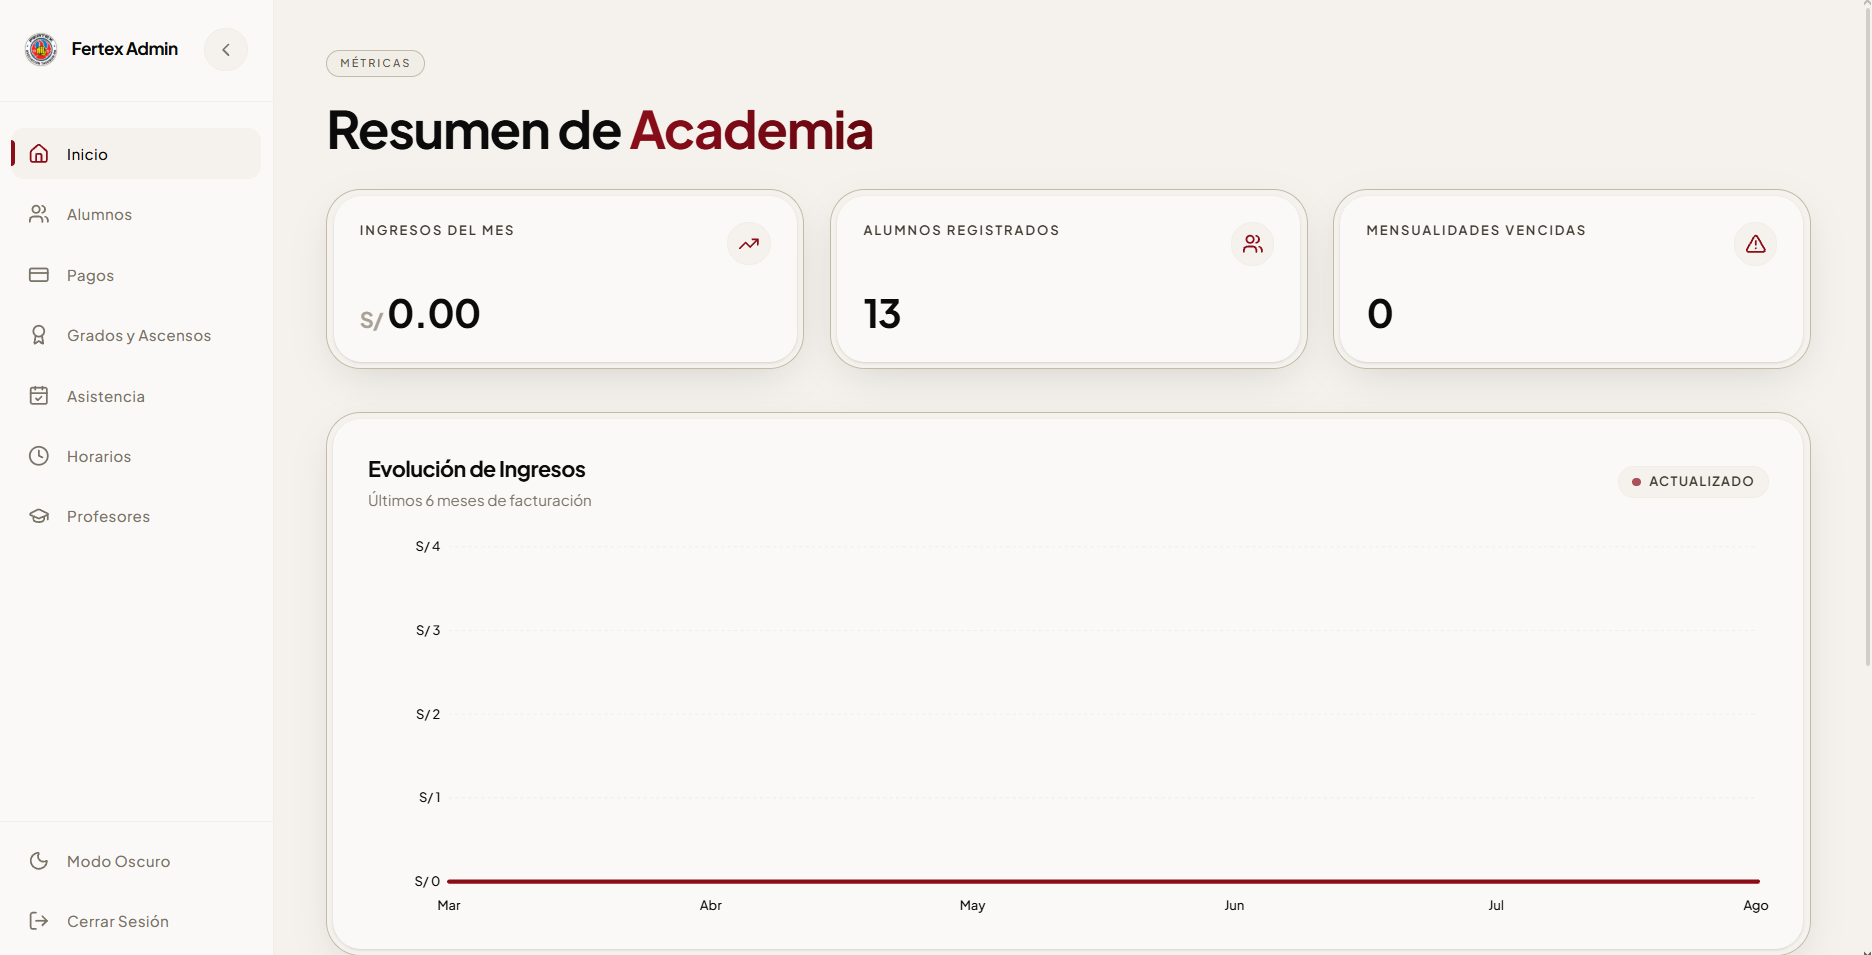 Fertex Admin
Inicio
Alumnos
Pagos
Grados y Ascensos
Asistencia
Horarios
Profesores
Modo Oscuro
Cerrar Sesión
MÉTRICAS
Resumen de Academia
INGRESOS DEL MES
S/ 0.00
ALUMNOS REGISTRADOS
13
MENSUALIDADES VENCIDAS
0
Evolución de Ingresos
Últimos 6 meses de facturación
ACTUALIZADO
S/ 4
S/ 3
S/ 2
S/ 1
S/ 0
Mar Abr May Jun Jul Ago